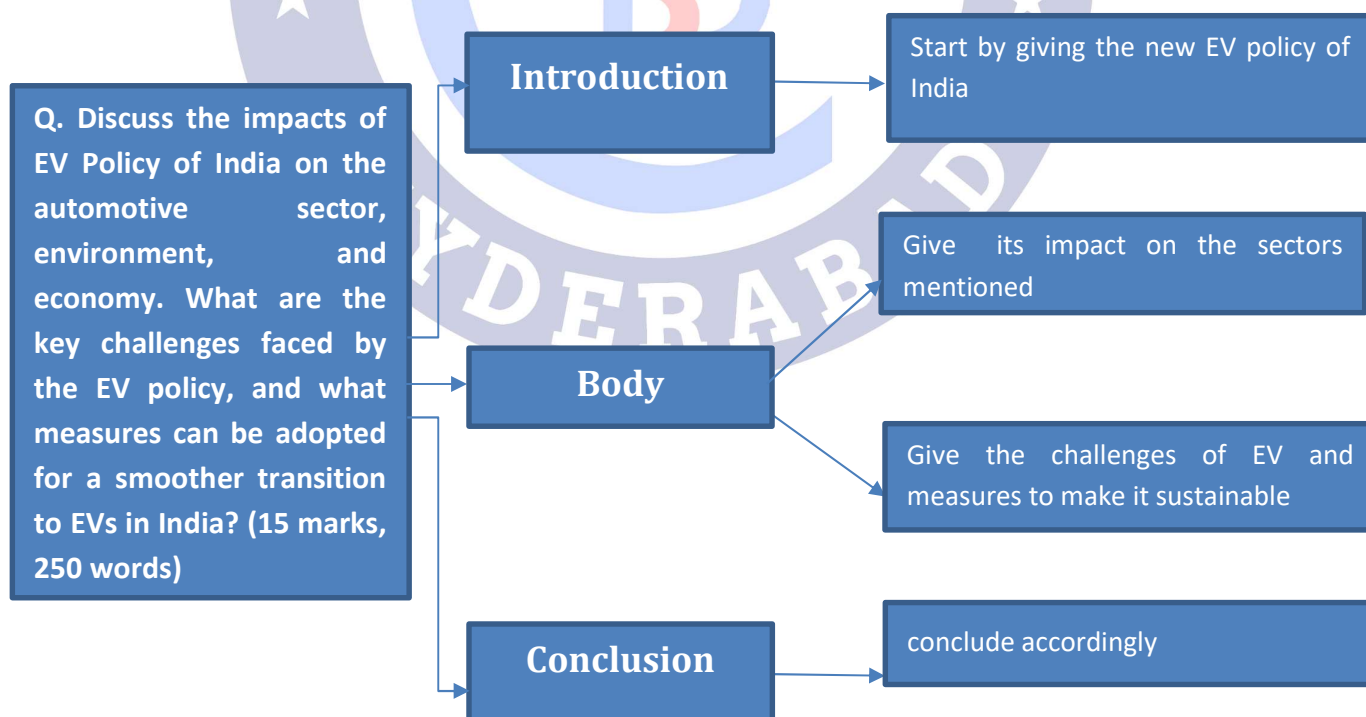 Q. Discuss the impacts of
EV Policy of India on the
automotive sector,
environment, and
economy. What are the
key challenges faced by
the EV policy, and what
measures can be adopted
for a smoother transition
to EVs in India? (15 marks,
250 words)
Introduction
Start by giving the new EV policy of
India
Body
Give its impact on the sectors
mentioned
Give the challenges of EV and
measures to make it sustainable
Conclusion
conclude accordingly
YDERABAD